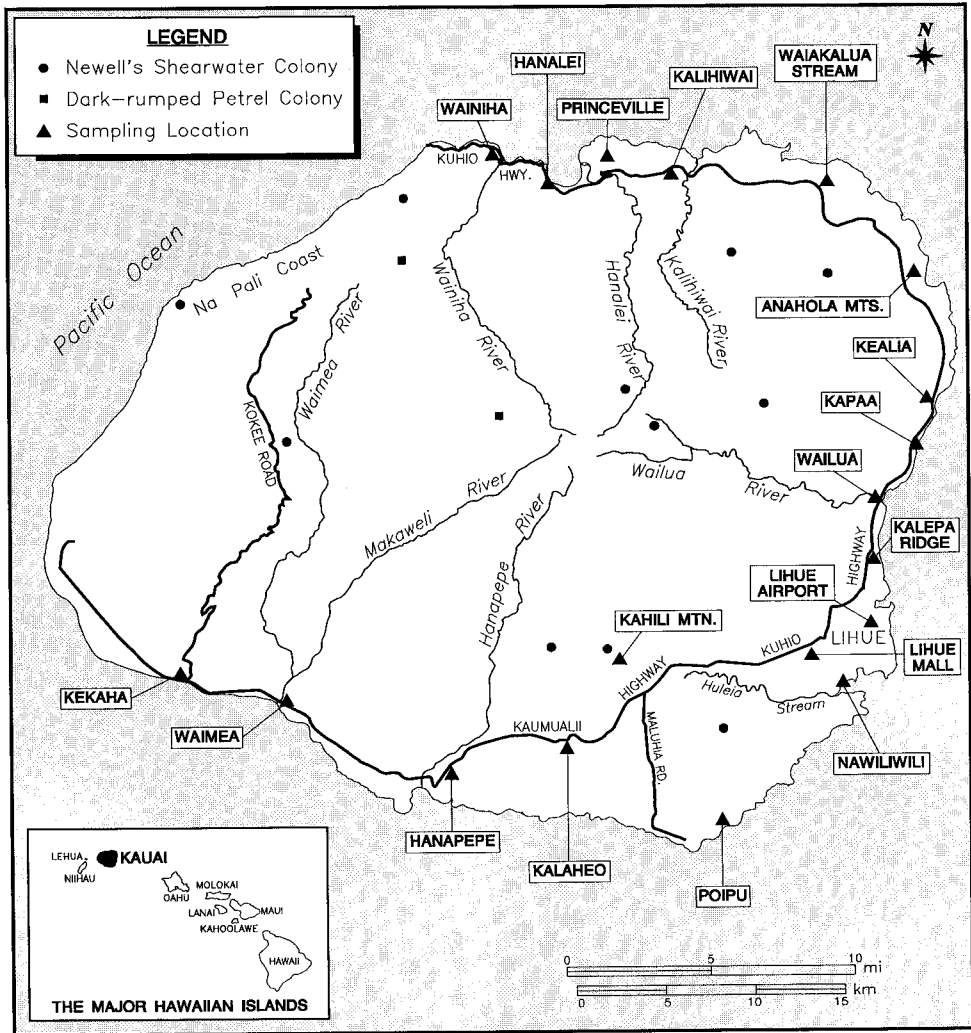 LEGEND
Newell's Shearwater Colony
Dark-rumped Petrel Colony
Sampling Location
N
HANALEI
WAIAKALUA
STREAM
KALIHIWAI
PRINCEVILLE
WAINIHA
KUHIO
HWY.
Pacific Ocean
Na Pali Coast
Wainiha
River
Hanalei
River
Kalihiwai
River
ANAHOLA MTS.
KEALIA
KAPAA
KOKEE ROAD
Waimea
River
WAILUA
Wailua
River
Makaweli
River
Hanapepe
River
KALEPA
RIDGE
HIGHWAY
LIHUE
AIRPORT
LIHUE
KAHILI MTN.
KUHIO
HIGHWAY
LIHUE
MALL
Huleia
Stream
KEKAHA
WAIMEA
KAUMUALII
MALUHIA RD.
NAWILIWILI
HANAPEPE
KALAHEO
POIPU
LEHUA
KAUAI
NIIHAU
OAHU
MOLOKAI
LANAI
MAUI
KAHOOLAWE
HAWAII
THE MAJOR HAWAIIAN ISLANDS
0 5 10
mi
km
0 5 10 15